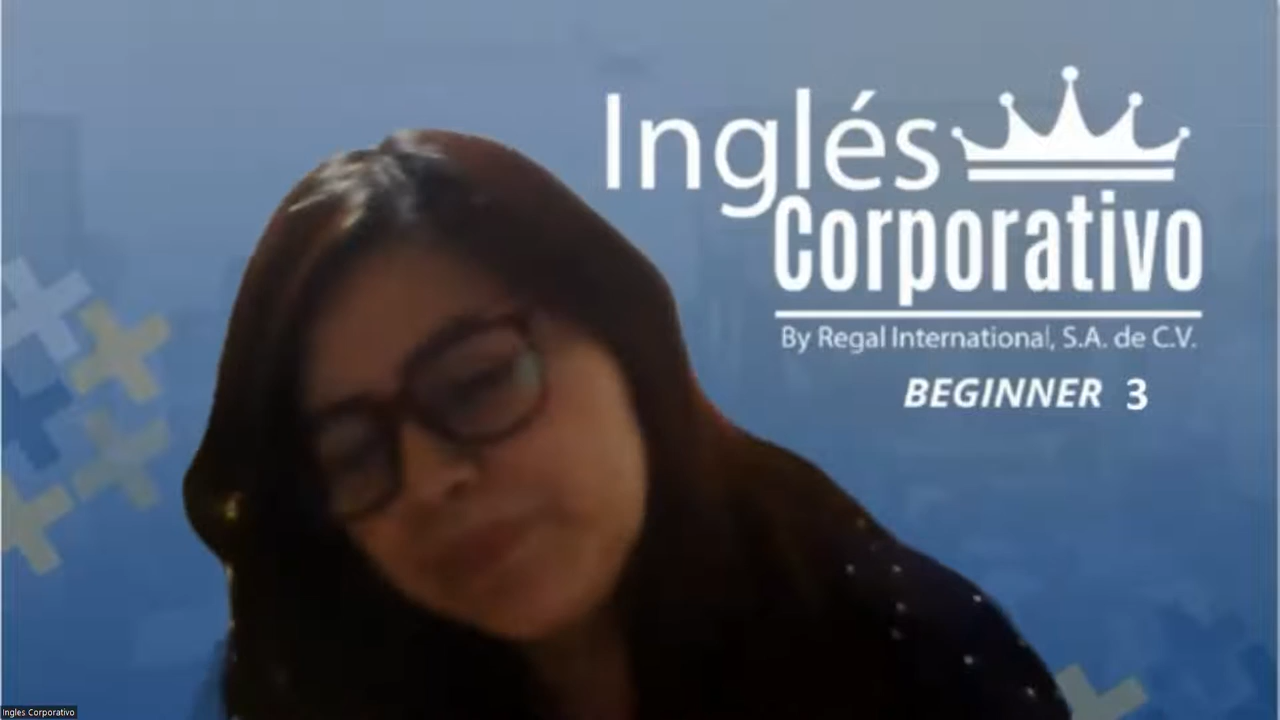 Inglés
Corporativo
By Regal International, S.A. de C.V.
BEGINNER 3
Ingles Corporativo